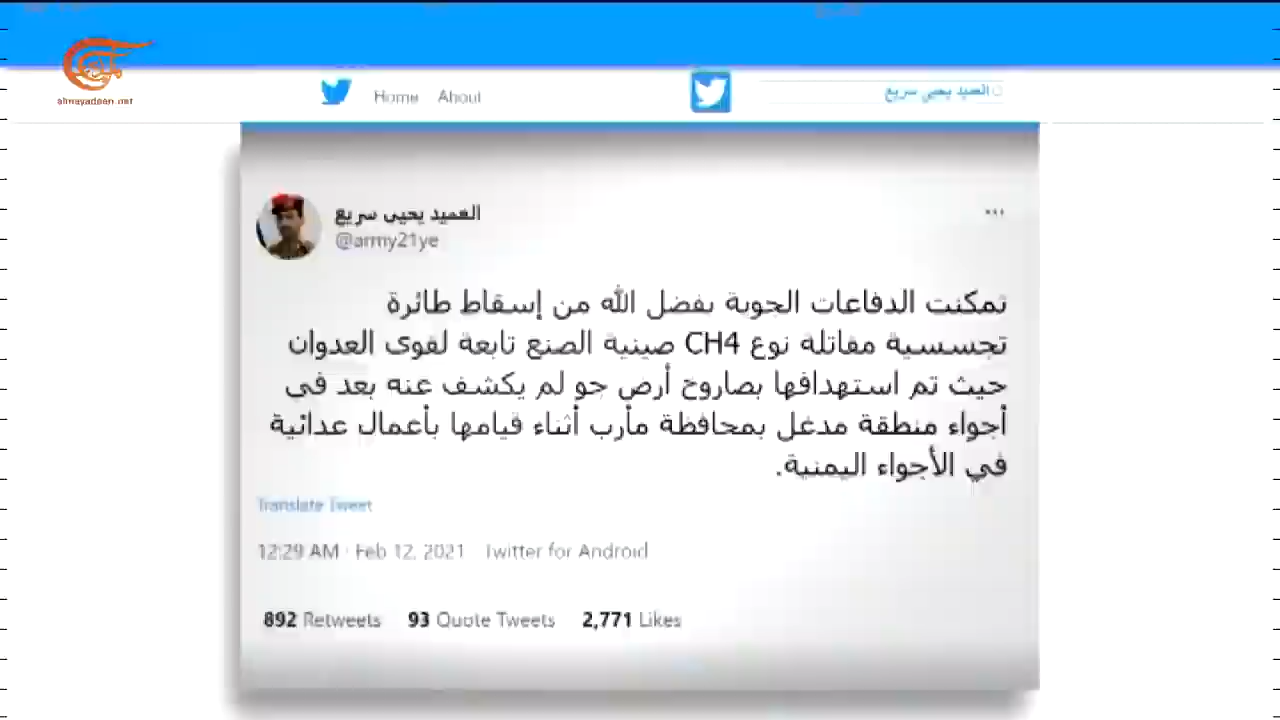 almayadeen.net
Home About
العميد يحيى سريع
العميد يحيى سريع
@army21ye
تمكنت الدفاعات الجوية بفضل الله من إسقاط طائرة
تجسسية مقاتلة نوع CH4 صينية الصنع تابعة لقوى العدوان
حيث تم استهدافها بصاروخ أرض جو لم يكشف عنه بعد في
أجواء منطقة مدغل بمحافظة مأرب أثناء قيامها بأعمال عدائية
في الأجواء اليمنية.
Translate Tweet
12:29 AM · Feb 12, 2021 Twitter for Android
892 Retweets 93 Quote Tweets 2,771 Likes